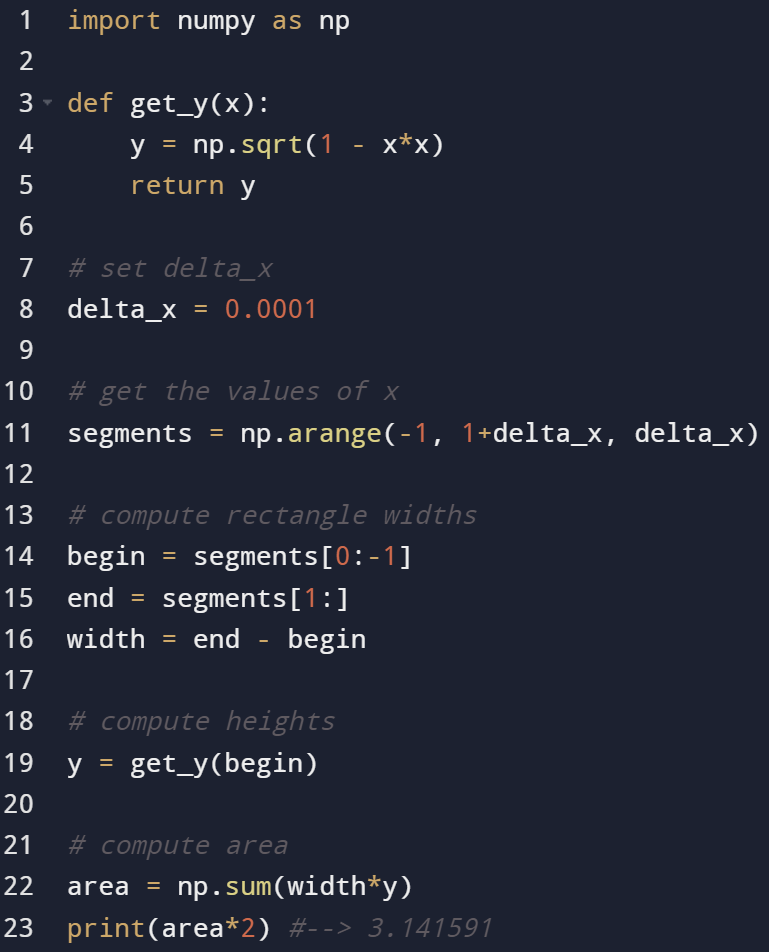 1 import numpy as np
2
3 def get_y(x):
4     y = np.sqrt(1 - x*x)
5     return y
6
7 # set delta_x
8 delta_x = 0.0001
9
10 # get the values of x
11 segments = np.arange(-1, 1+delta_x, delta_x)
12
13 # compute rectangle widths
14 begin = segments[0:-1]
15 end = segments[1:]
16 width = end - begin
17
18 # compute heights
19 y = get_y(begin)
20
21 # compute area
22 area = np.sum(width*y)
23 print(area*2) #--> 3.141591